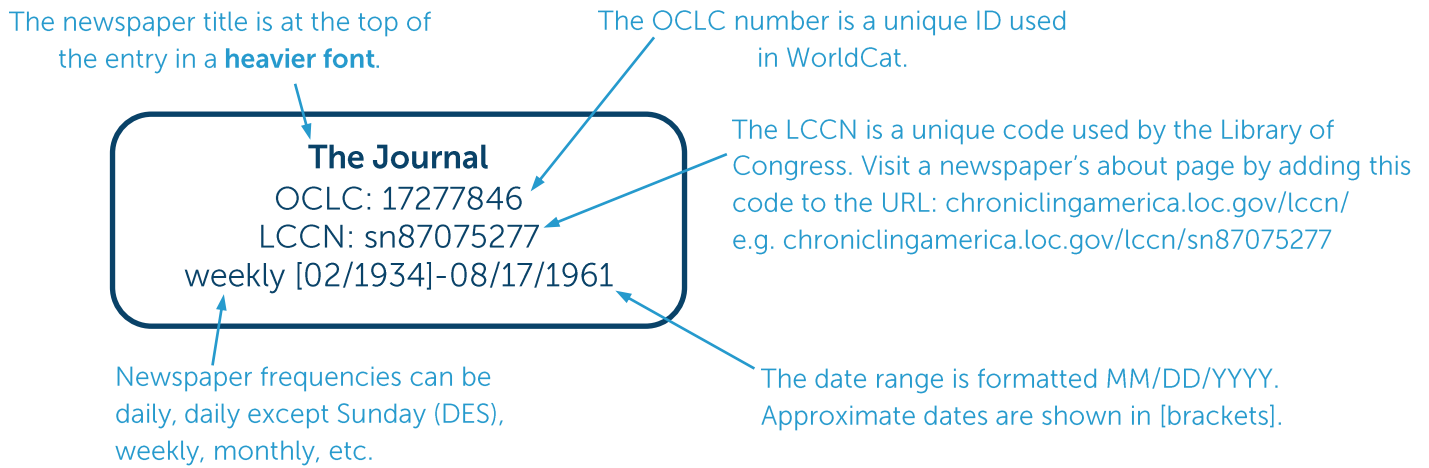 The newspaper title is at the top of
the entry in a heavier font.
The OCLC number is a unique ID used
in WorldCat.
The Journal
OCLC: 17277846
LCCN: sn87075277
weekly [02/1934]-08/17/1961
The LCCN is a unique code used by the Library of
Congress. Visit a newspaper’s about page by adding this
code to the URL: chroniclingamerica.loc.gov/lccn/
e.g. chroniclingamerica.loc.gov/lccn/sn87075277
Newspaper frequencies can be
daily, daily except Sunday (DES),
weekly, monthly, etc.
The date range is formatted MM/DD/YYYY.
Approximate dates are shown in [brackets].